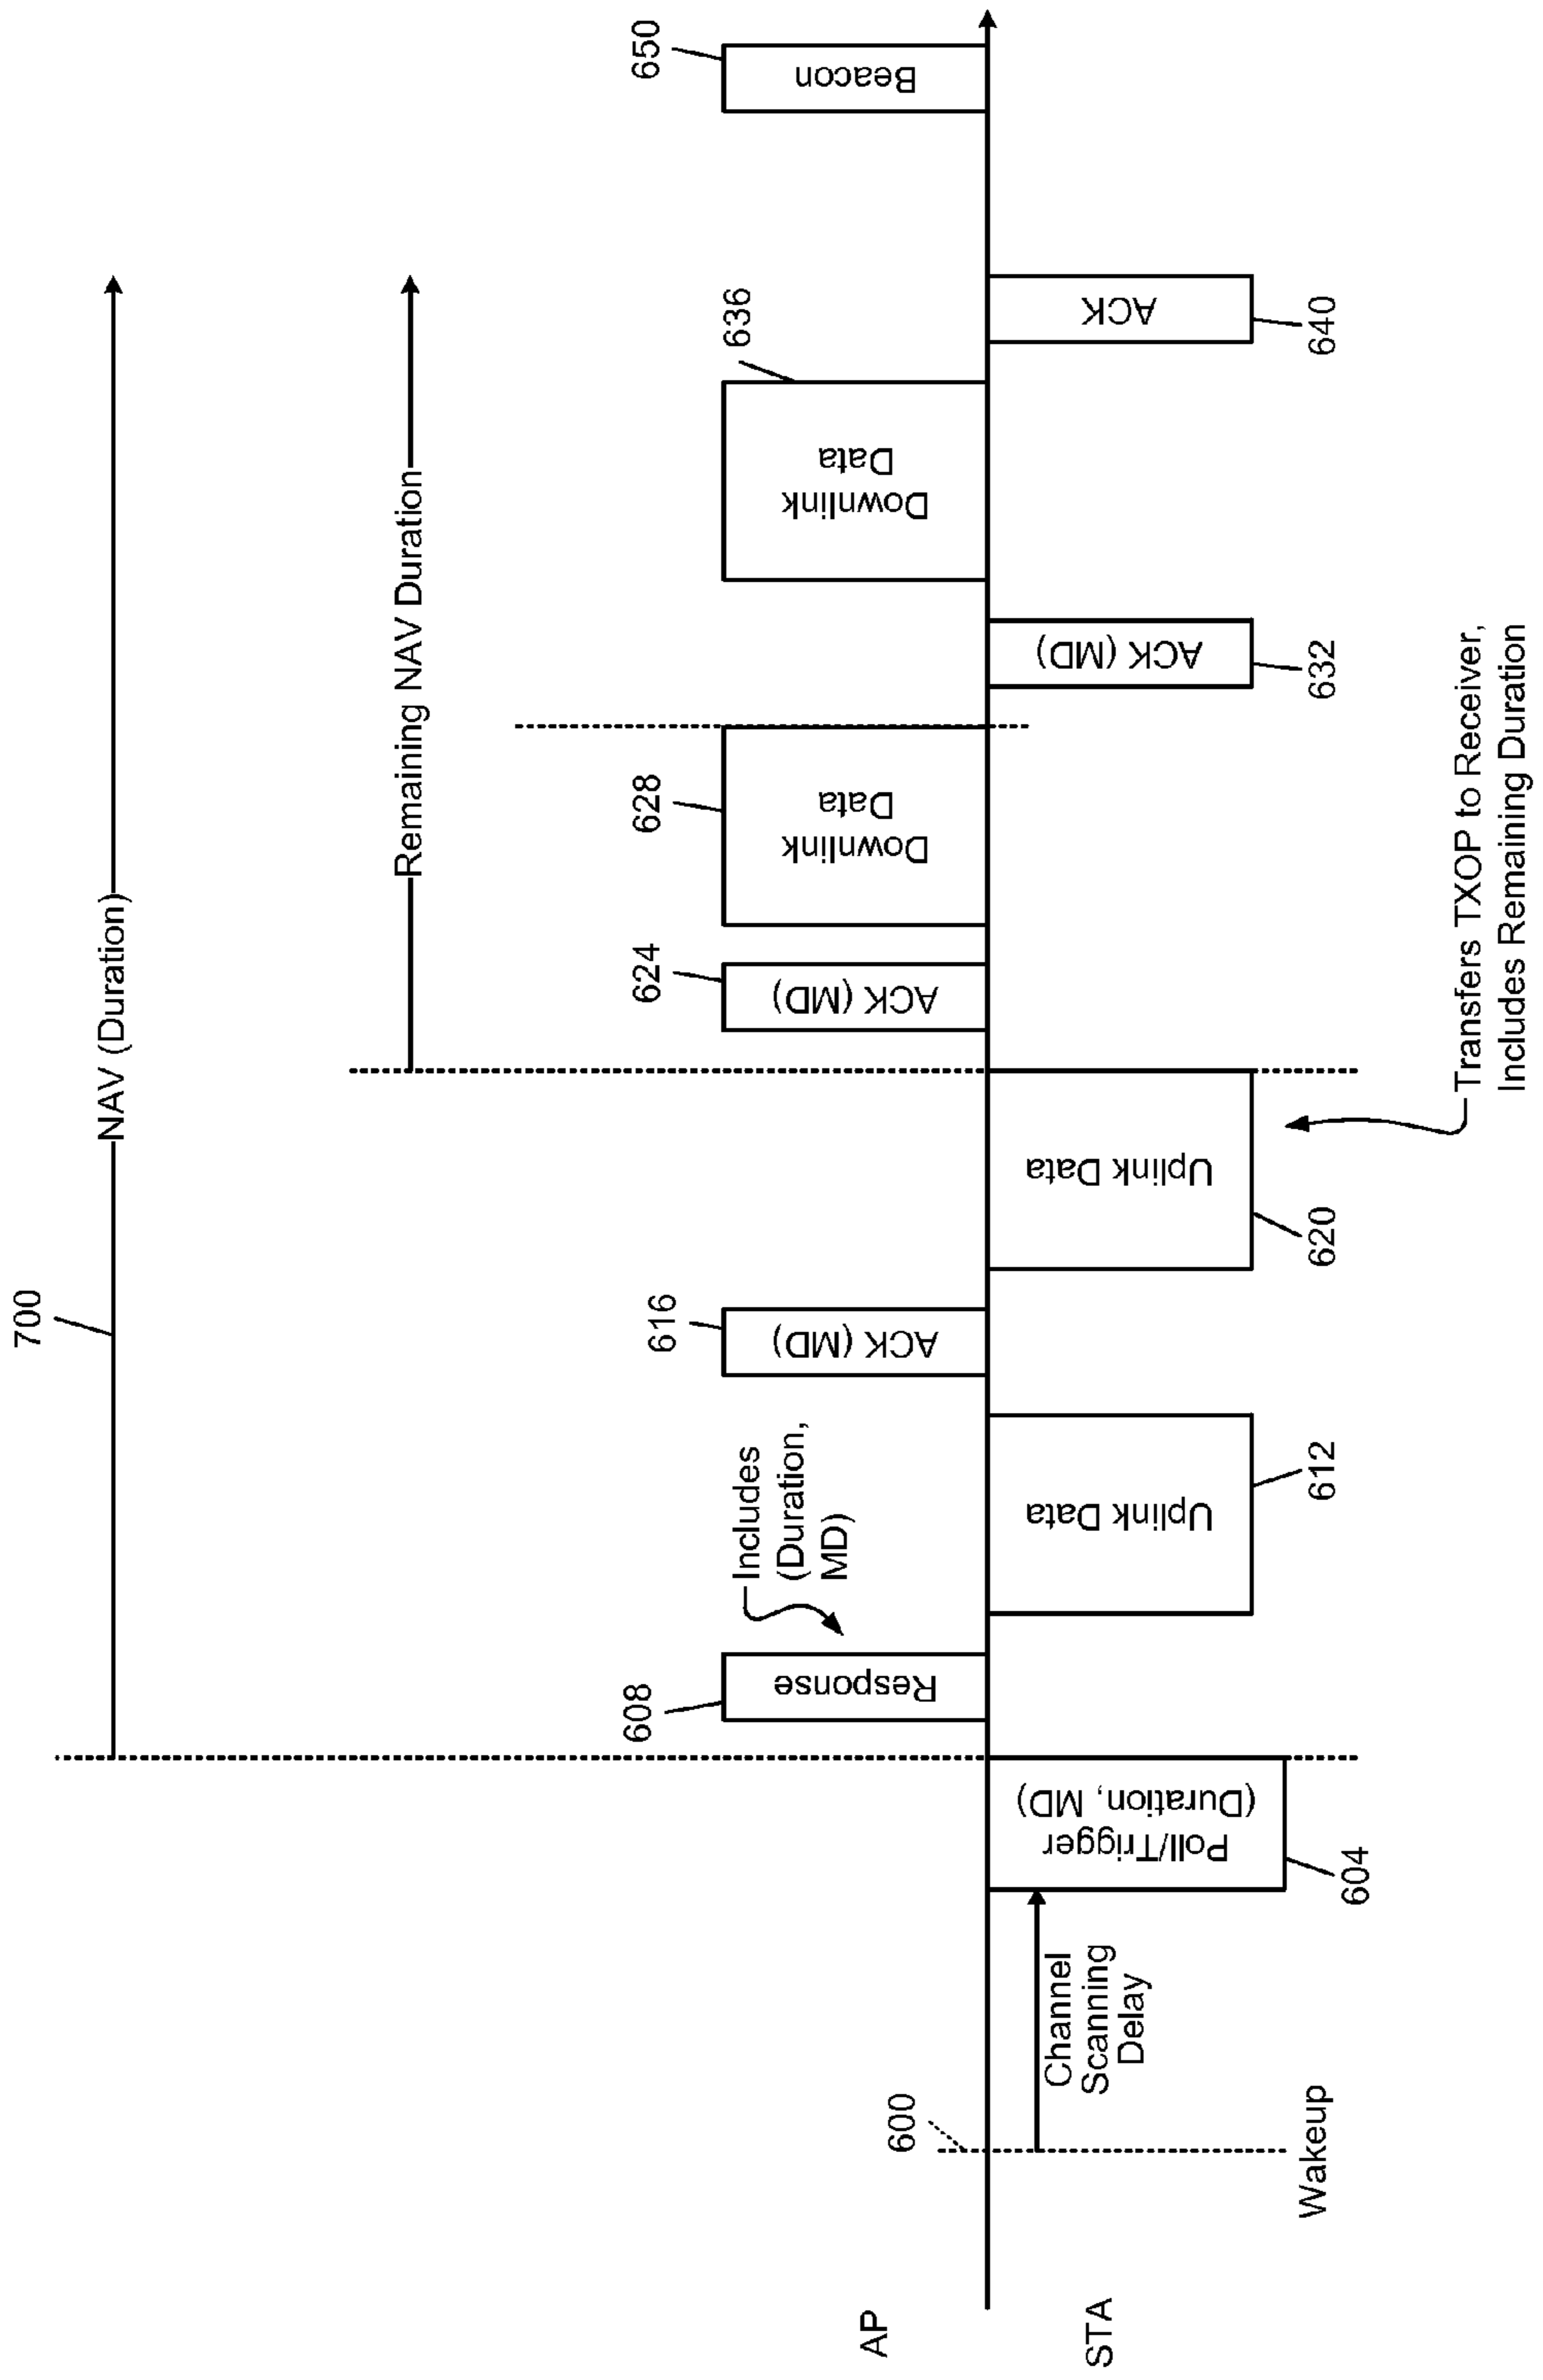 700
NAV (Duration)
Remaining NAV Duration
AP
STA
600
Wakeup
Channel
Scanning
Delay
Poll/Trigger
(Duration, MD)
604
608
Response
Includes
(Duration,
MD)
Uplink Data
612
616
ACK (MD)
Uplink Data
620
Transfers TXOP to Receiver,
Includes Remaining Duration
624
ACK (MD)
628
Downlink
Data
ACK (MD)
632
636
Downlink
Data
ACK
640
650
Beacon